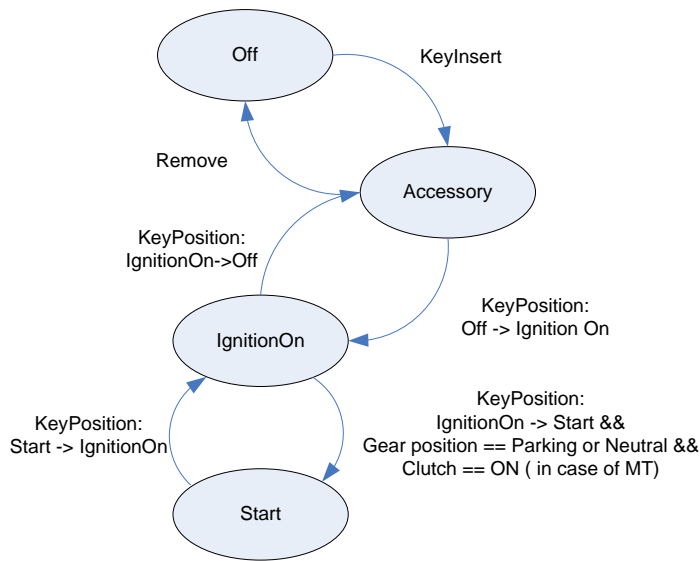 Off
KeyInsert
Remove
Accessory
KeyPosition:
IgnitionOn->Off
KeyPosition:
Off -> Ignition On
IgnitionOn
KeyPosition:
Start -> IgnitionOn
KeyPosition:
IgnitionOn -> Start &&
Gear position == Parking or Neutral &&
Clutch == ON ( in case of MT)
Start